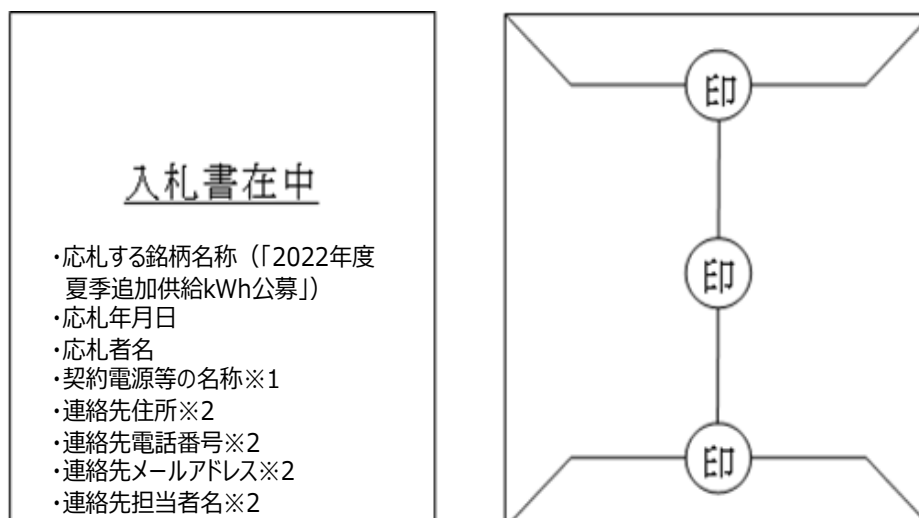 入札書在中
・応札する銘柄名称（「2022年度
夏季追加供給kWh公募」）
・応札年月日
・応札者名
・契約電源等の名称※1
・連絡先住所※2
・連絡先電話番号※2
・連絡先メールアドレス※2
・連絡先担当者名※2
印
印
印